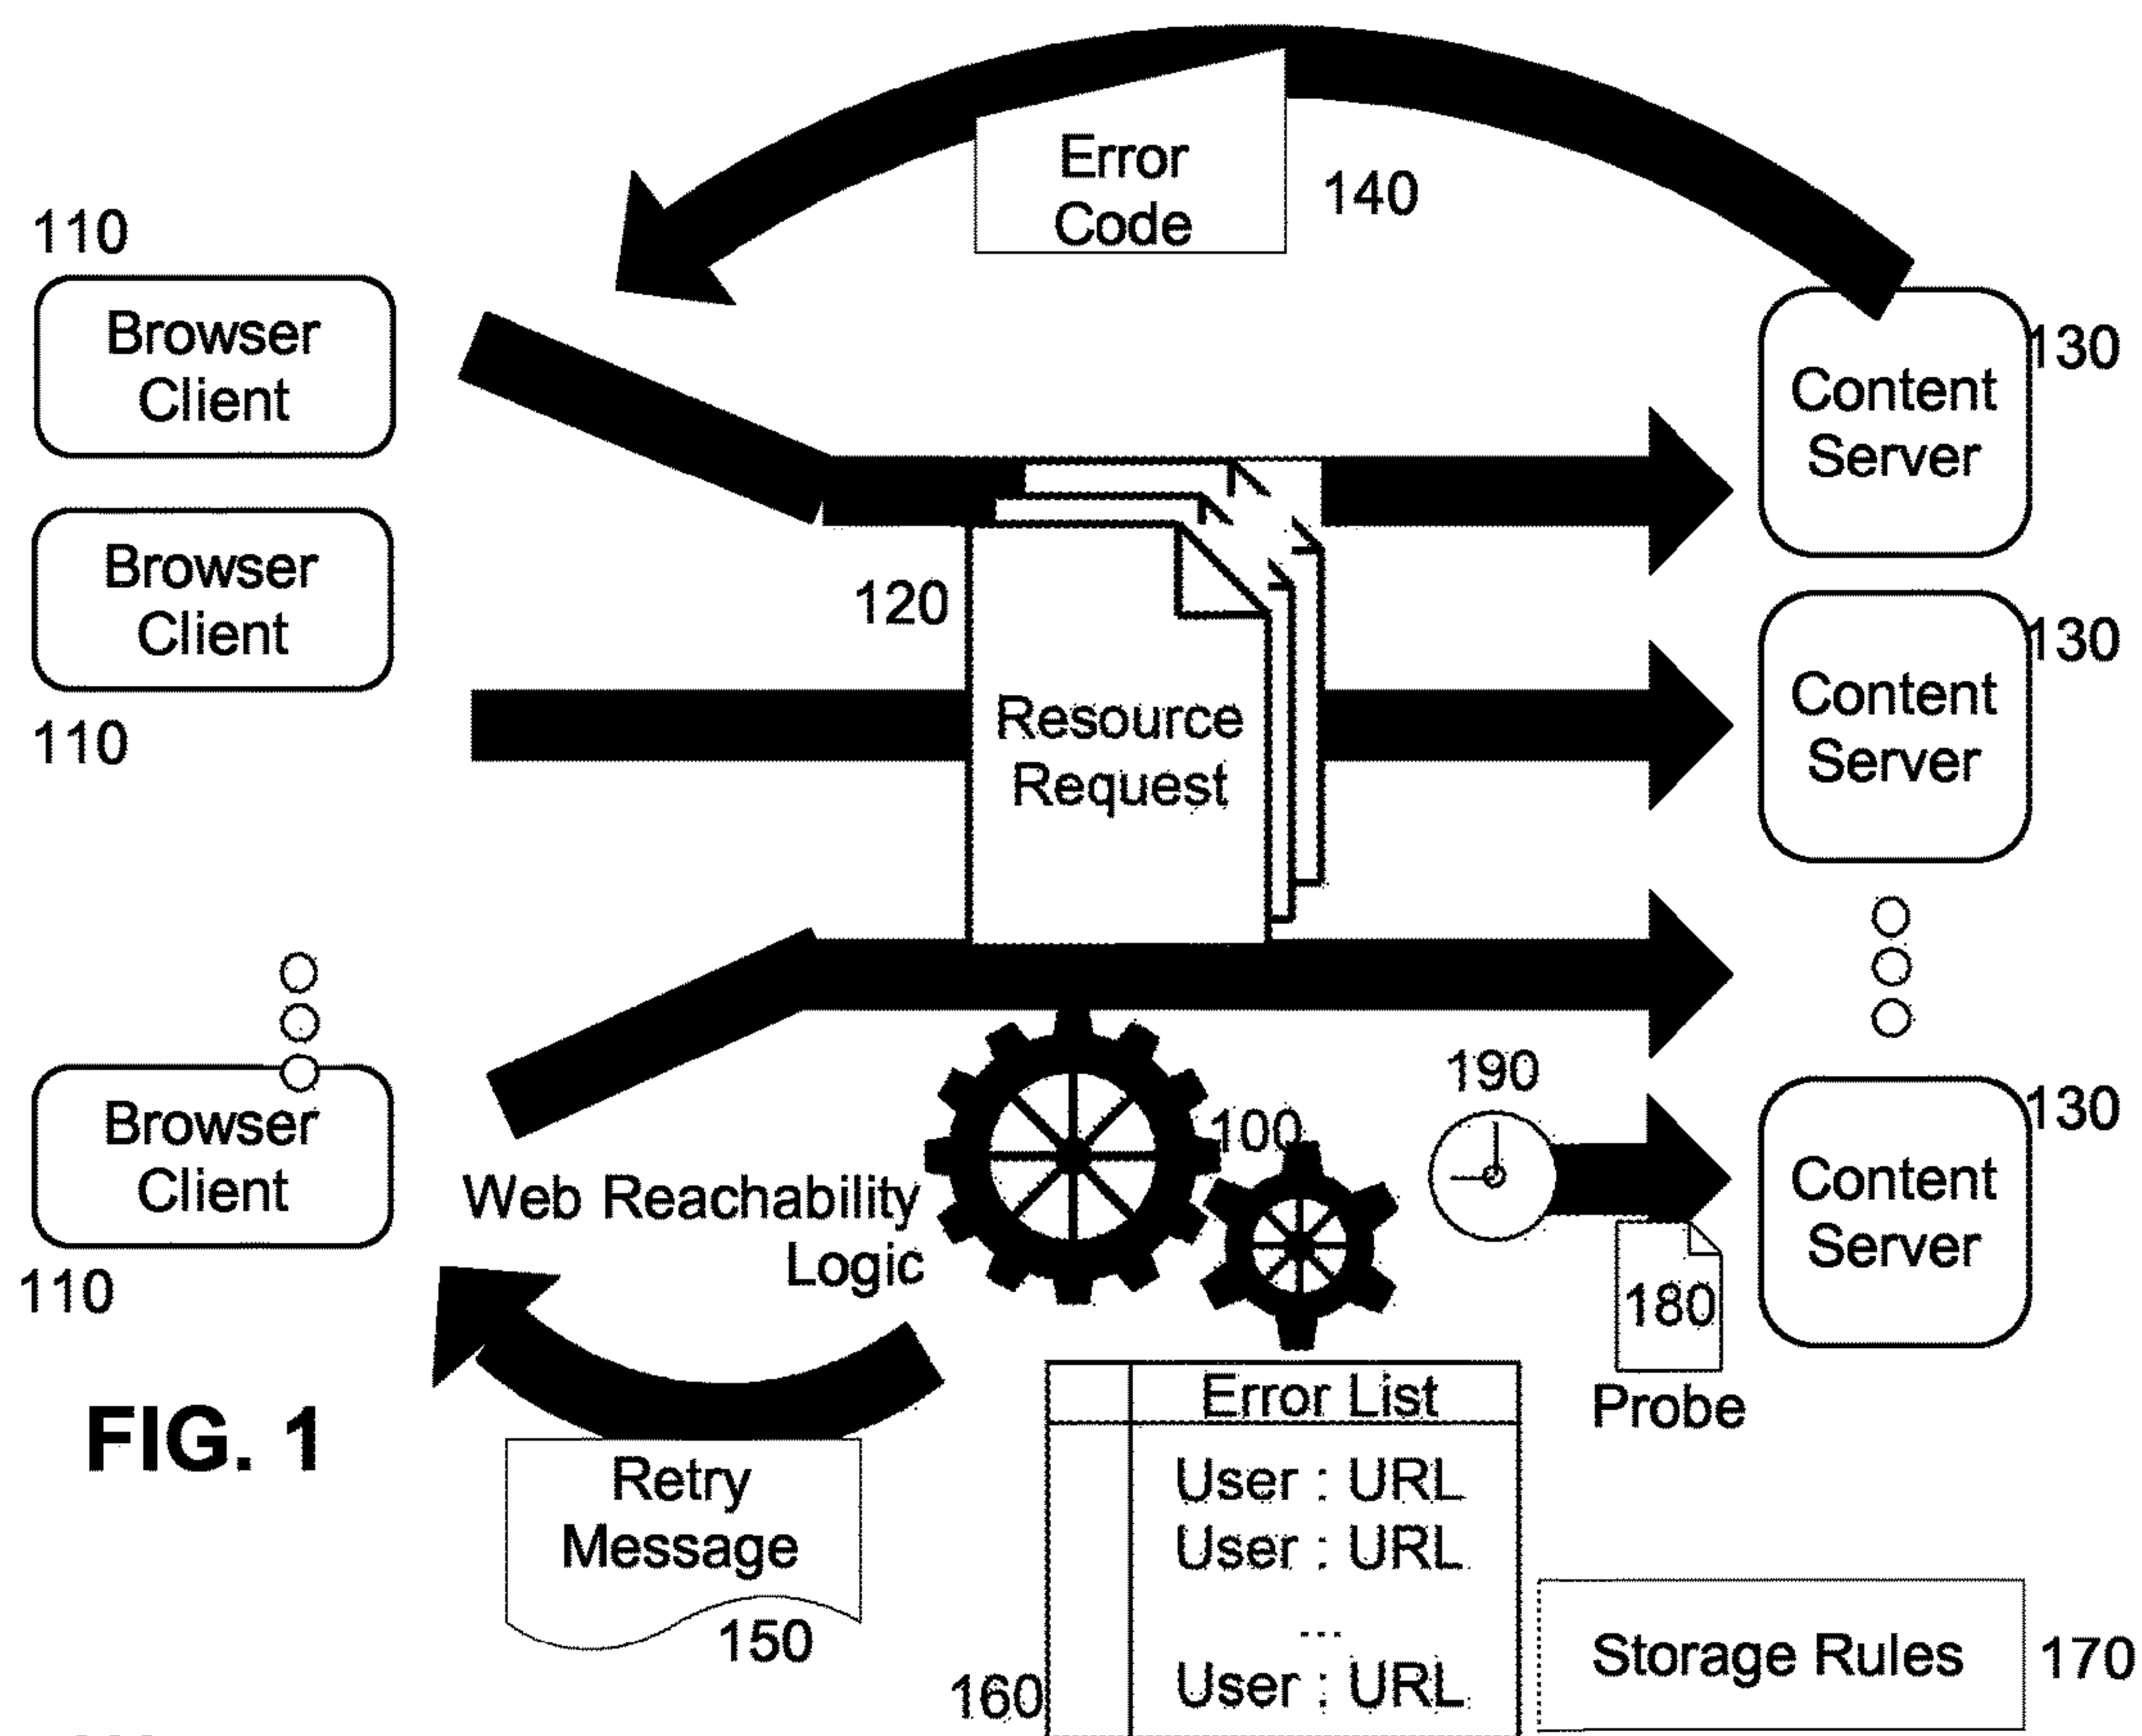 Error
Code
140
110
Browser
Client
130
Content
Server
Browser
Client
110
120
Resource
Request
130
Content
Server
190
100
130
Browser
Client
110
Web Reachability
Logic
Content
Server
180
Probe
FIG. 1
Retry
Message
150
Error List
User : URL
User : URL
...
User : URL
160
Storage Rules
170